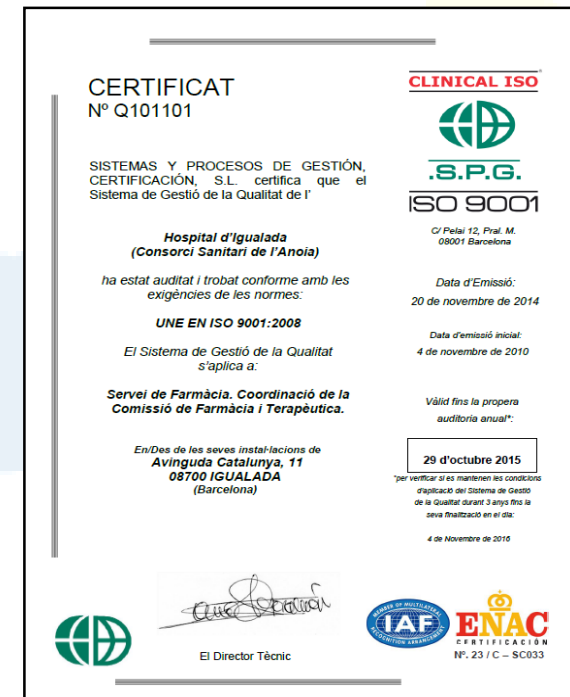 CERTIFICAT
Nº Q101101
SISTEMAS Y PROCESOS DE GESTIÓN,
CERTIFICACIÓN, S.L. certifica que el
Sistema de Gestió de la Qualitat de l'
Hospital d'Igualada
(Consorci Sanitari de l'Anoia)
ha estat auditat i trobat conforme amb les
exigències de les normes:
UNE EN ISO 9001:2008
El Sistema de Gestió de la Qualitat
s'aplica a:
Servei de Farmàcia. Coordinació de la
Comissió de Farmàcia i Terapèutica.
En/Des de les seves instal·lacions de
Avinguda Catalunya, 11
08700 IGUALADA
(Barcelona)
CLINICAL ISO
.S.P.G.
ISO 9001
C/ Pelai 12, Pral. M.
08001 Barcelona
Data d'Emissió:
20 de novembre de 2014
Data d'emissió inicial:
4 de novembre de 2010
Vàlid fins la propera
auditoria anual*:
29 d'octubre 2015
*per verificar si es mantenen les condicions
d'aplicació del Sistema de Gestió
de la Qualitat durant 3 anys fins la
seva finalització en el dia:
4 de Novembre de 2016
El Director Tècnic
MEMBER OF MULTILATERAL
RECOGNITION ARRANGEMENT
IAF
ENAC
CERTIFICACIÓN
Nº. 23 / C – SC033